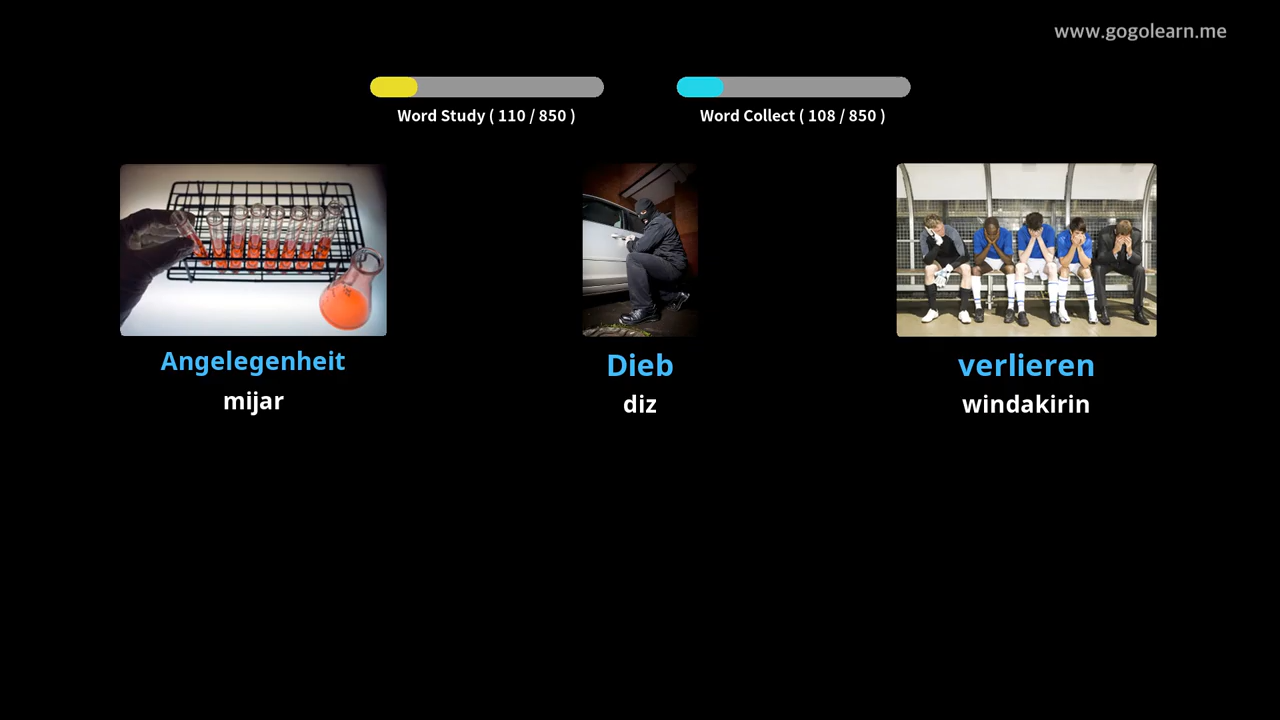 www.gogolearn.me
Word Study ( 110 / 850 )
Word Collect ( 108 / 850 )
Angelegenheit
mijar
Dieb
diz
verlieren
windakirin